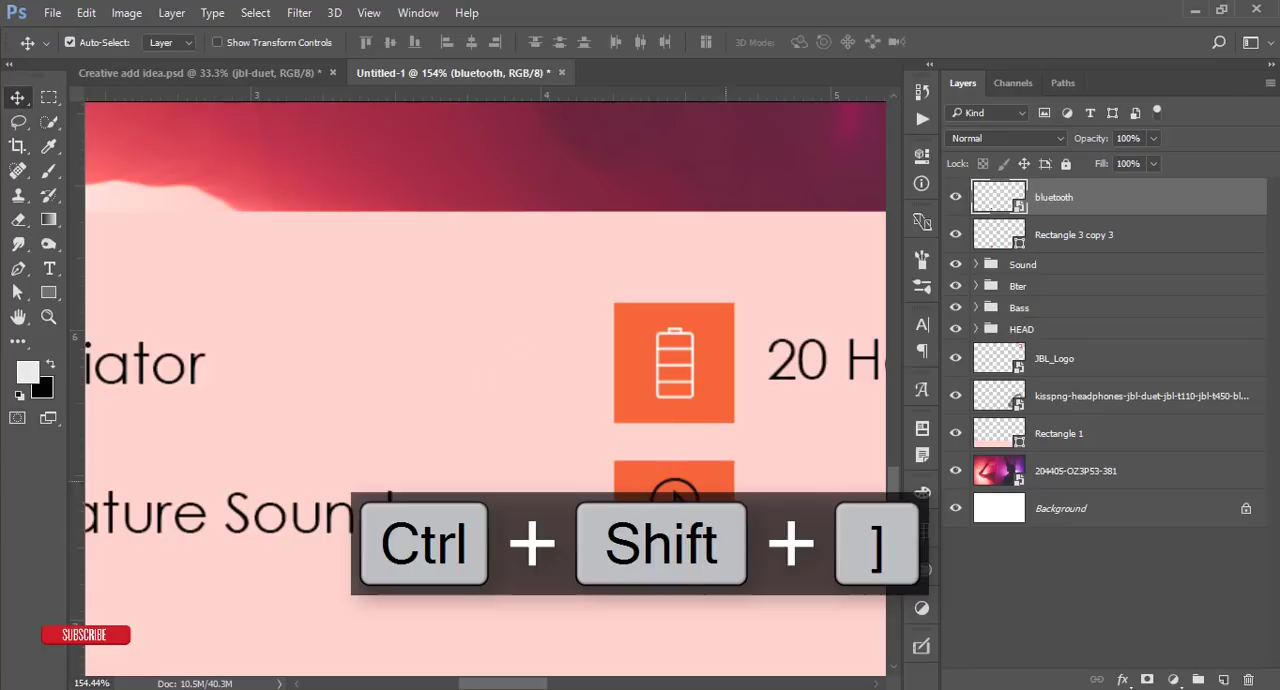 Ps File Edit Image Layer Type Select Filter 3D View Window Help
Auto-Select: Layer Show Transform Controls 3D Mode:
Creative add idea.psd @ 33.3% (jbl-duet, RGB/8) * × Untitled-1 @ 154% (bluetooth, RGB/8) * ×
Layers Channels Paths
3 4 5
Kind
Normal Opacity: 100%
Lock: Fill: 100%
bluetooth
Rectangle 3 copy 3
Sound
Bter
Bass
HEAD
JBL_Logo
kisspng-headphones-jbl-duet-jbl-t110-jbl-t450-bl...
Rectangle 1
204405-OZ3P53-381
Background
6
iator
20 H
ature Soun
Ctrl + Shift + ]
SUBSCRIBE
154.44% Doc: 10.5M/40.3M
fx